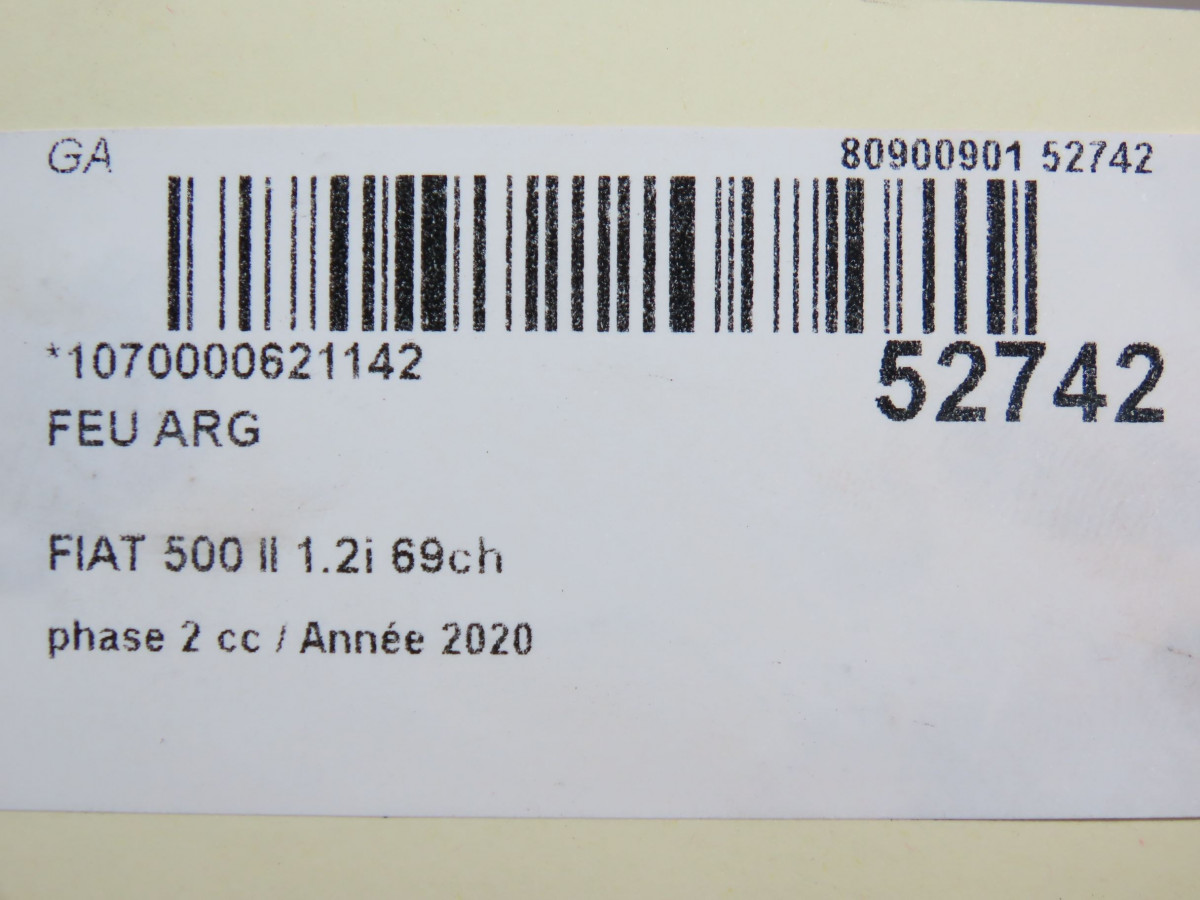 GA 80900901 52742
*1070000621142 52742
FEU ARG
FIAT 500 II 1.2i 69ch
phase 2 cc / Année 2020